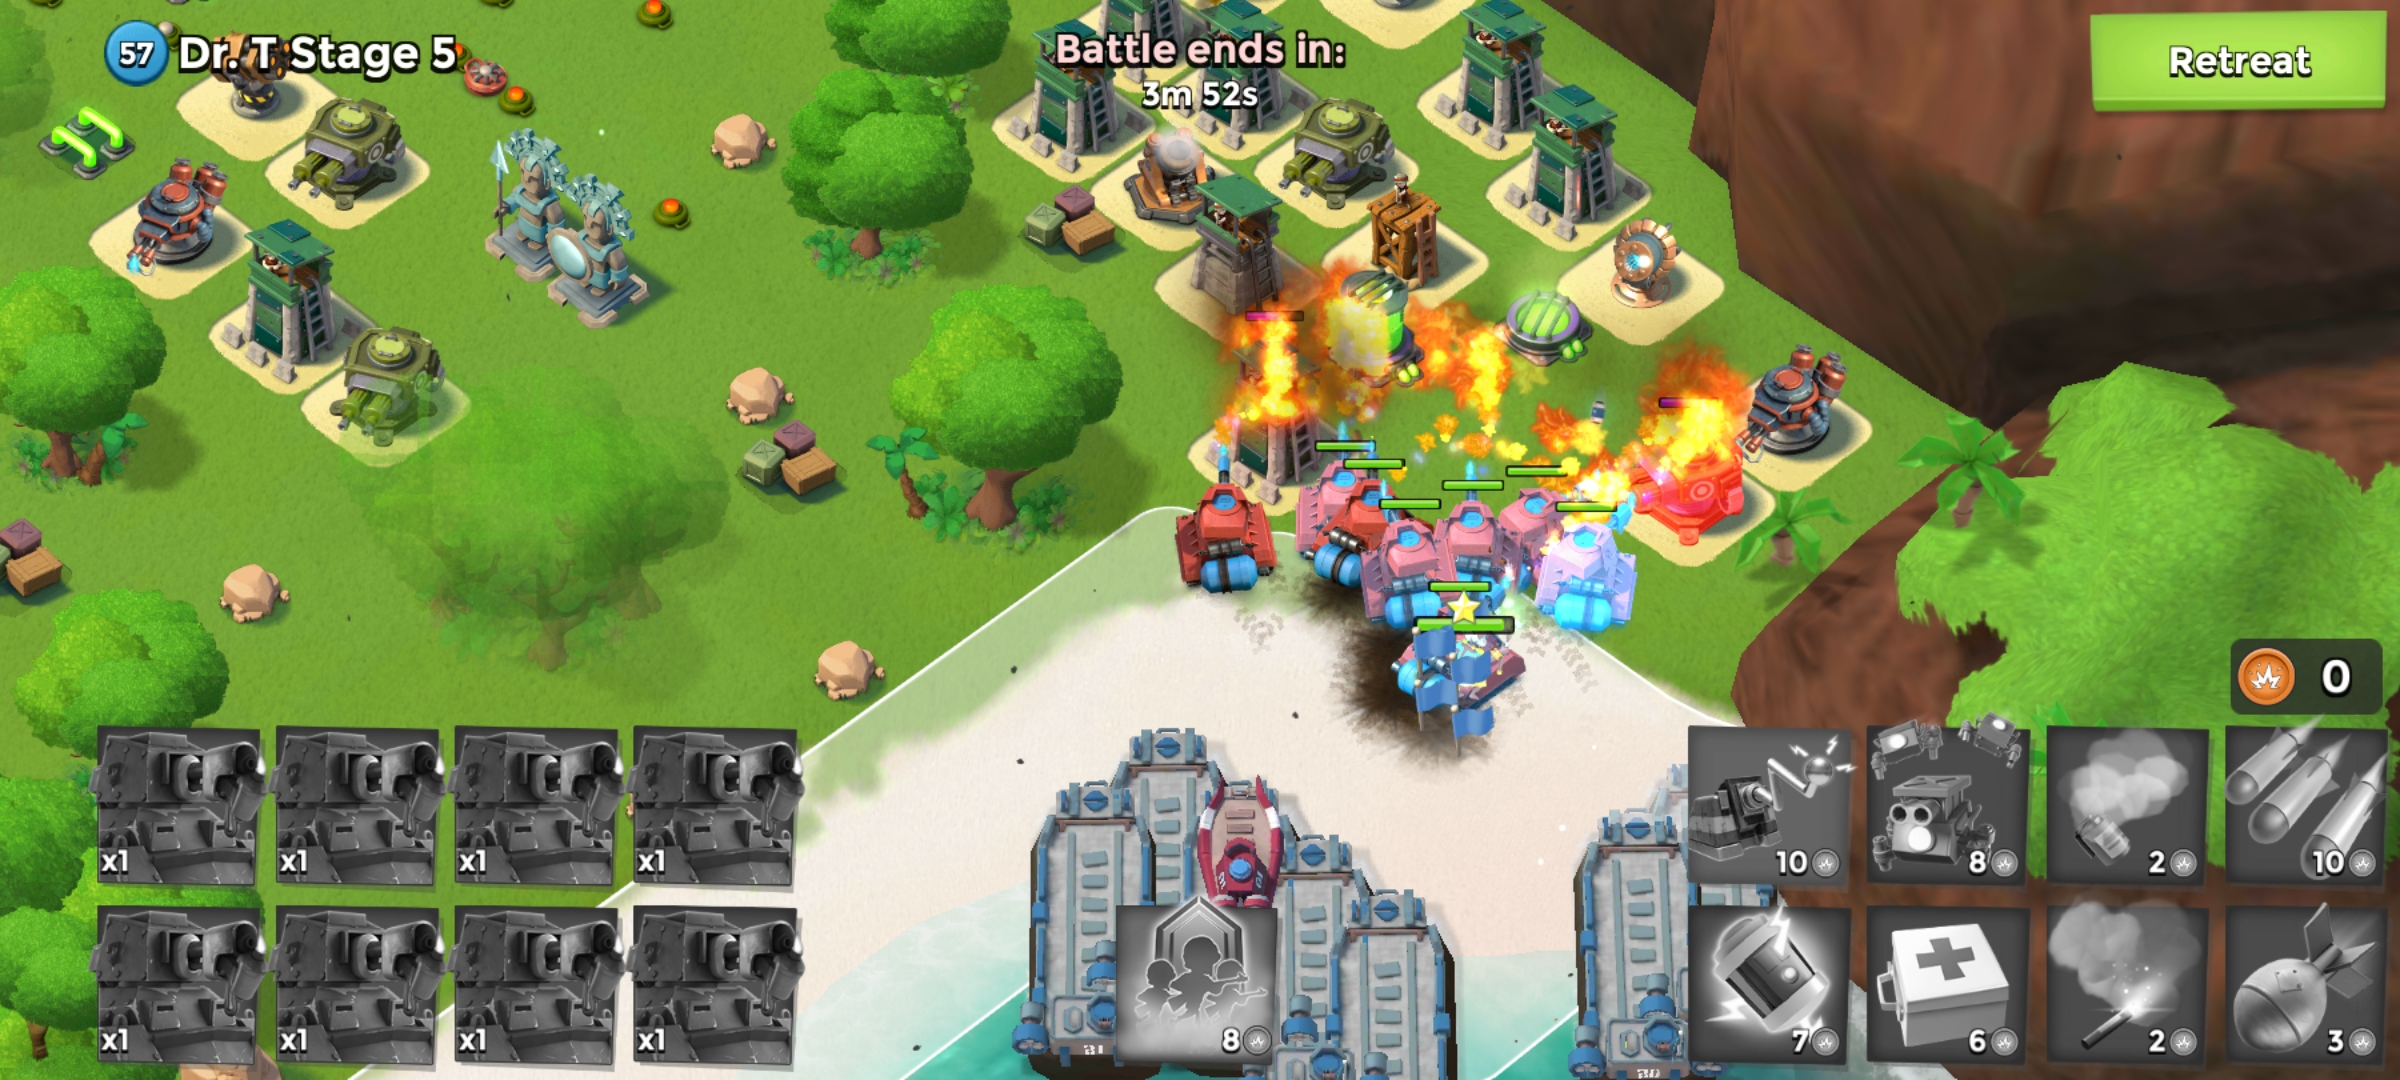 57 Dr. T Stage 5
Battle ends in:
3m 52s
Retreat
0
x1 x1 x1 x1
10 8 2 10
x1 x1 x1 x1
8
7 6 2 3